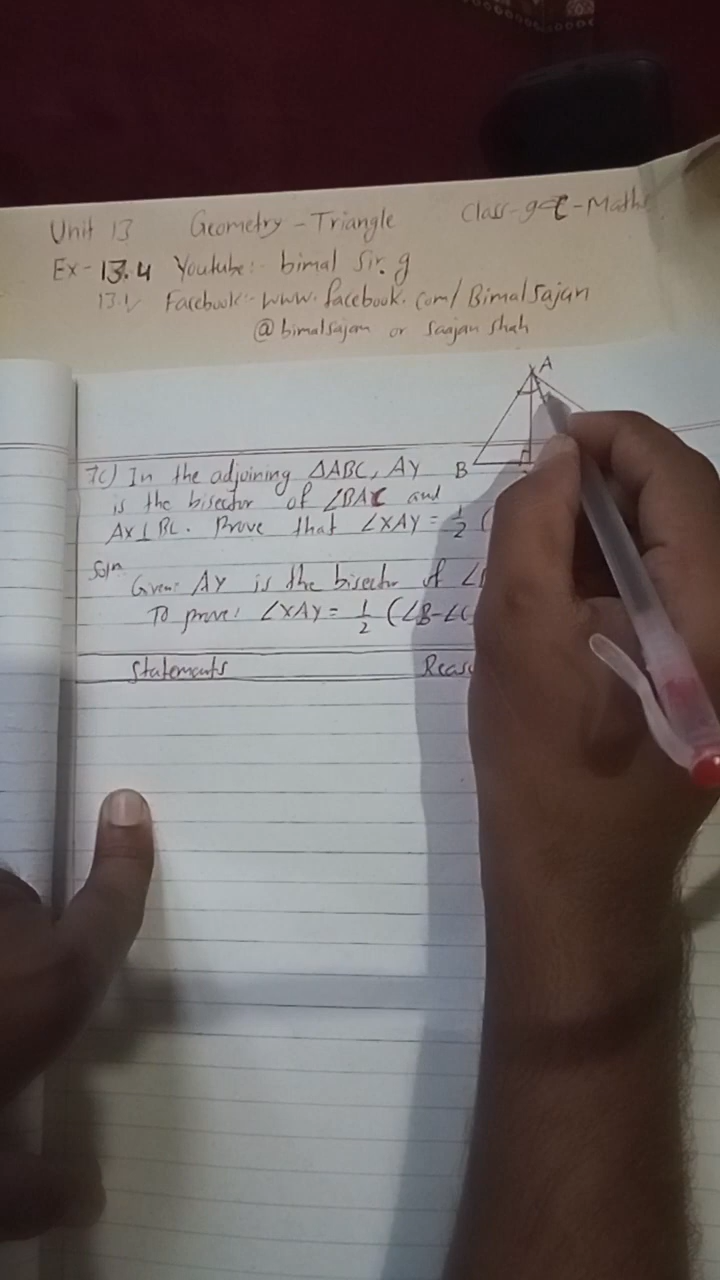 Unit 13 Geometry - Triangle Class-9 - Maths
Ex- 13.4 Youtube:- bimal Sir. g
13.1 Facebook:- www.facebook.com/Bimalsajan
@bimalsajan or Saajan Shah
A
B
7c) In the adjoining ΔABC, AY
is the bisector of ∠BAC and
AX⊥BC. Prove that ∠XAY = 1/2 (
Soln
Given: AY is the bisector of ∠
To prove: ∠XAY = 1/2 (∠B-∠C
Statements Reas